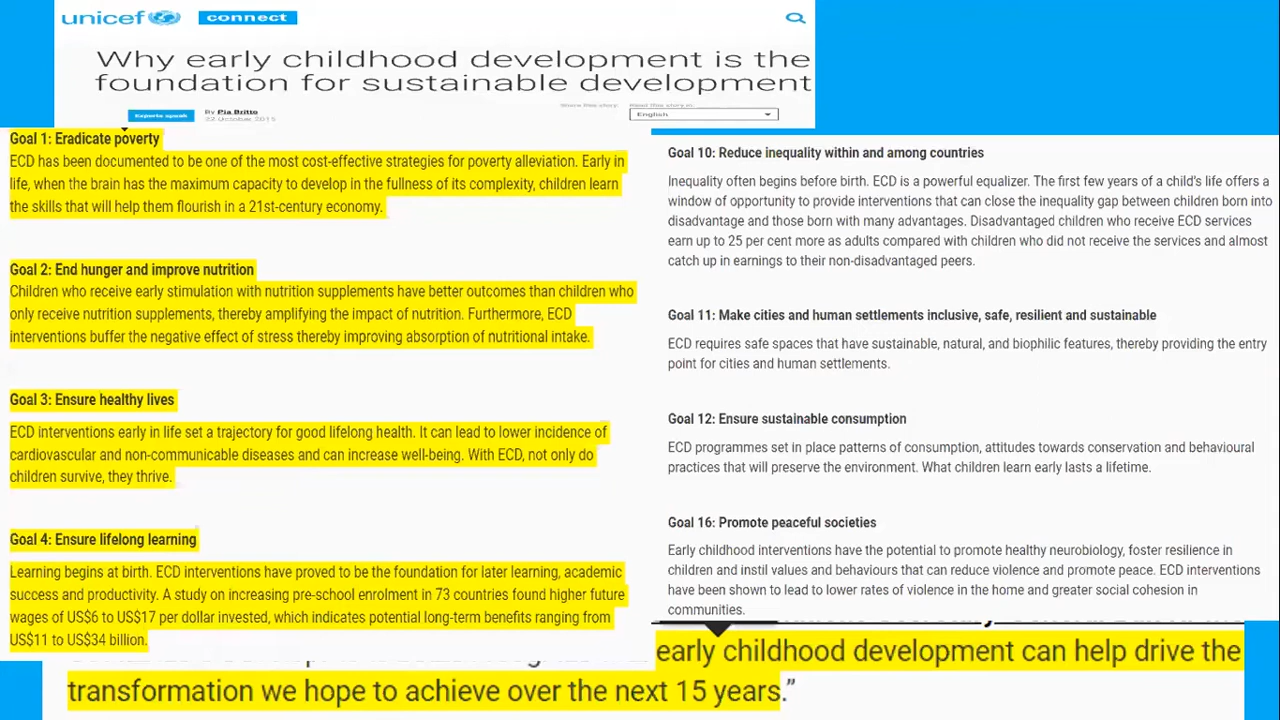 unicef connect
Why early childhood development is the
foundation for sustainable development
Experts speak
By Pia Britto
22 October 2015
Share this story:
Read this story in:
English
Goal 1: Eradicate poverty
ECD has been documented to be one of the most cost-effective strategies for poverty alleviation. Early in
life, when the brain has the maximum capacity to develop in the fullness of its complexity, children learn
the skills that will help them flourish in a 21st-century economy.
Goal 2: End hunger and improve nutrition
Children who receive early stimulation with nutrition supplements have better outcomes than children who
only receive nutrition supplements, thereby amplifying the impact of nutrition. Furthermore, ECD
interventions buffer the negative effect of stress thereby improving absorption of nutritional intake.
Goal 3: Ensure healthy lives
ECD interventions early in life set a trajectory for good lifelong health. It can lead to lower incidence of
cardiovascular and non-communicable diseases and can increase well-being. With ECD, not only do
children survive, they thrive.
Goal 4: Ensure lifelong learning
Learning begins at birth. ECD interventions have proved to be the foundation for later learning, academic
success and productivity. A study on increasing pre-school enrolment in 73 countries found higher future
wages of US$6 to US$17 per dollar invested, which indicates potential long-term benefits ranging from
US$11 to US$34 billion.
Goal 10: Reduce inequality within and among countries
Inequality often begins before birth. ECD is a powerful equalizer. The first few years of a child's life offers a
window of opportunity to provide interventions that can close the inequality gap between children born into
disadvantage and those born with many advantages. Disadvantaged children who receive ECD services
earn up to 25 per cent more as adults compared with children who did not receive the services and almost
catch up in earnings to their non-disadvantaged peers.
Goal 11: Make cities and human settlements inclusive, safe, resilient and sustainable
ECD requires safe spaces that have sustainable, natural, and biophilic features, thereby providing the entry
point for cities and human settlements.
Goal 12: Ensure sustainable consumption
ECD programmes set in place patterns of consumption, attitudes towards conservation and behavioural
practices that will preserve the environment. What children learn early lasts a lifetime.
Goal 16: Promote peaceful societies
Early childhood interventions have the potential to promote healthy neurobiology, foster resilience in
children and instil values and behaviours that can reduce violence and promote peace. ECD interventions
have been shown to lead to lower rates of violence in the home and greater social cohesion in
communities.
early childhood development can help drive the
transformation we hope to achieve over the next 15 years.”